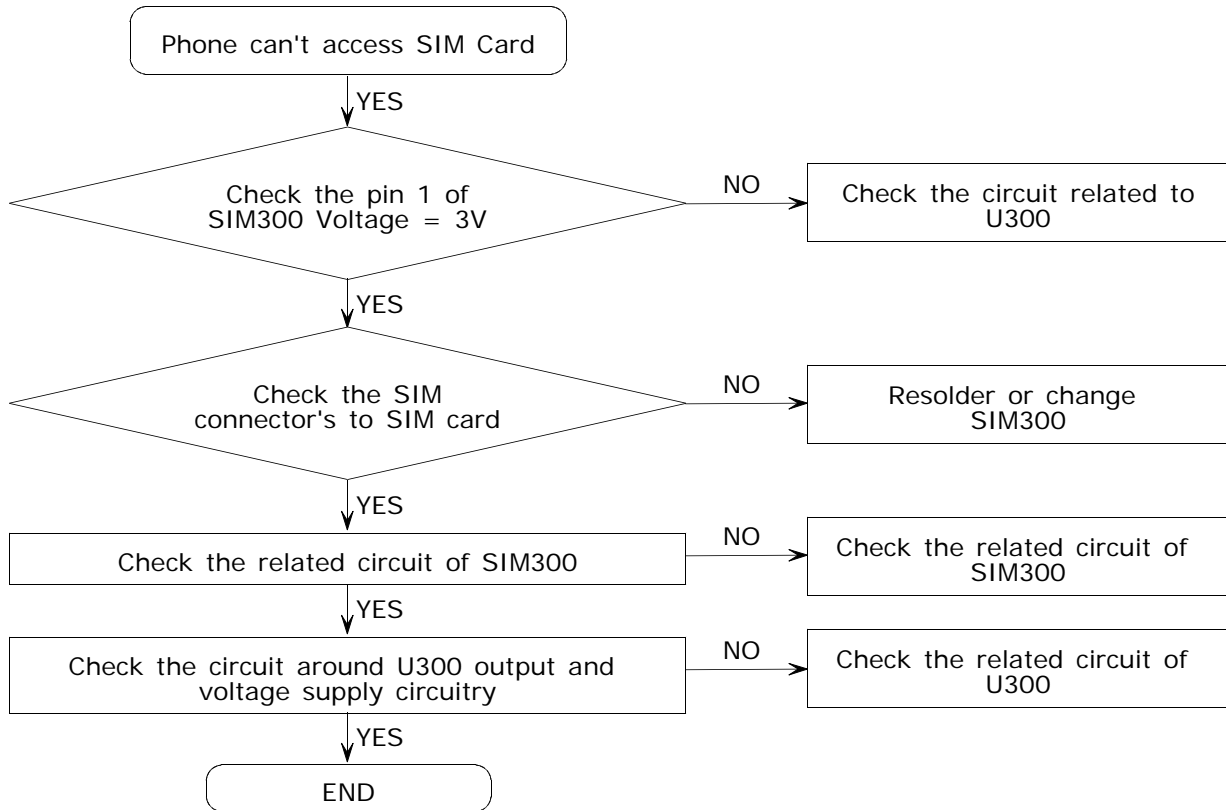 Phone can't access SIM Card
YES
Check the pin 1 of
SIM300 Voltage = 3V
NO
Check the circuit related to
U300
YES
Check the SIM
connector's to SIM card
NO
Resolder or change
SIM300
YES
Check the related circuit of SIM300
NO
Check the related circuit of
SIM300
YES
Check the circuit around U300 output and
voltage supply circuitry
NO
Check the related circuit of
U300
YES
END